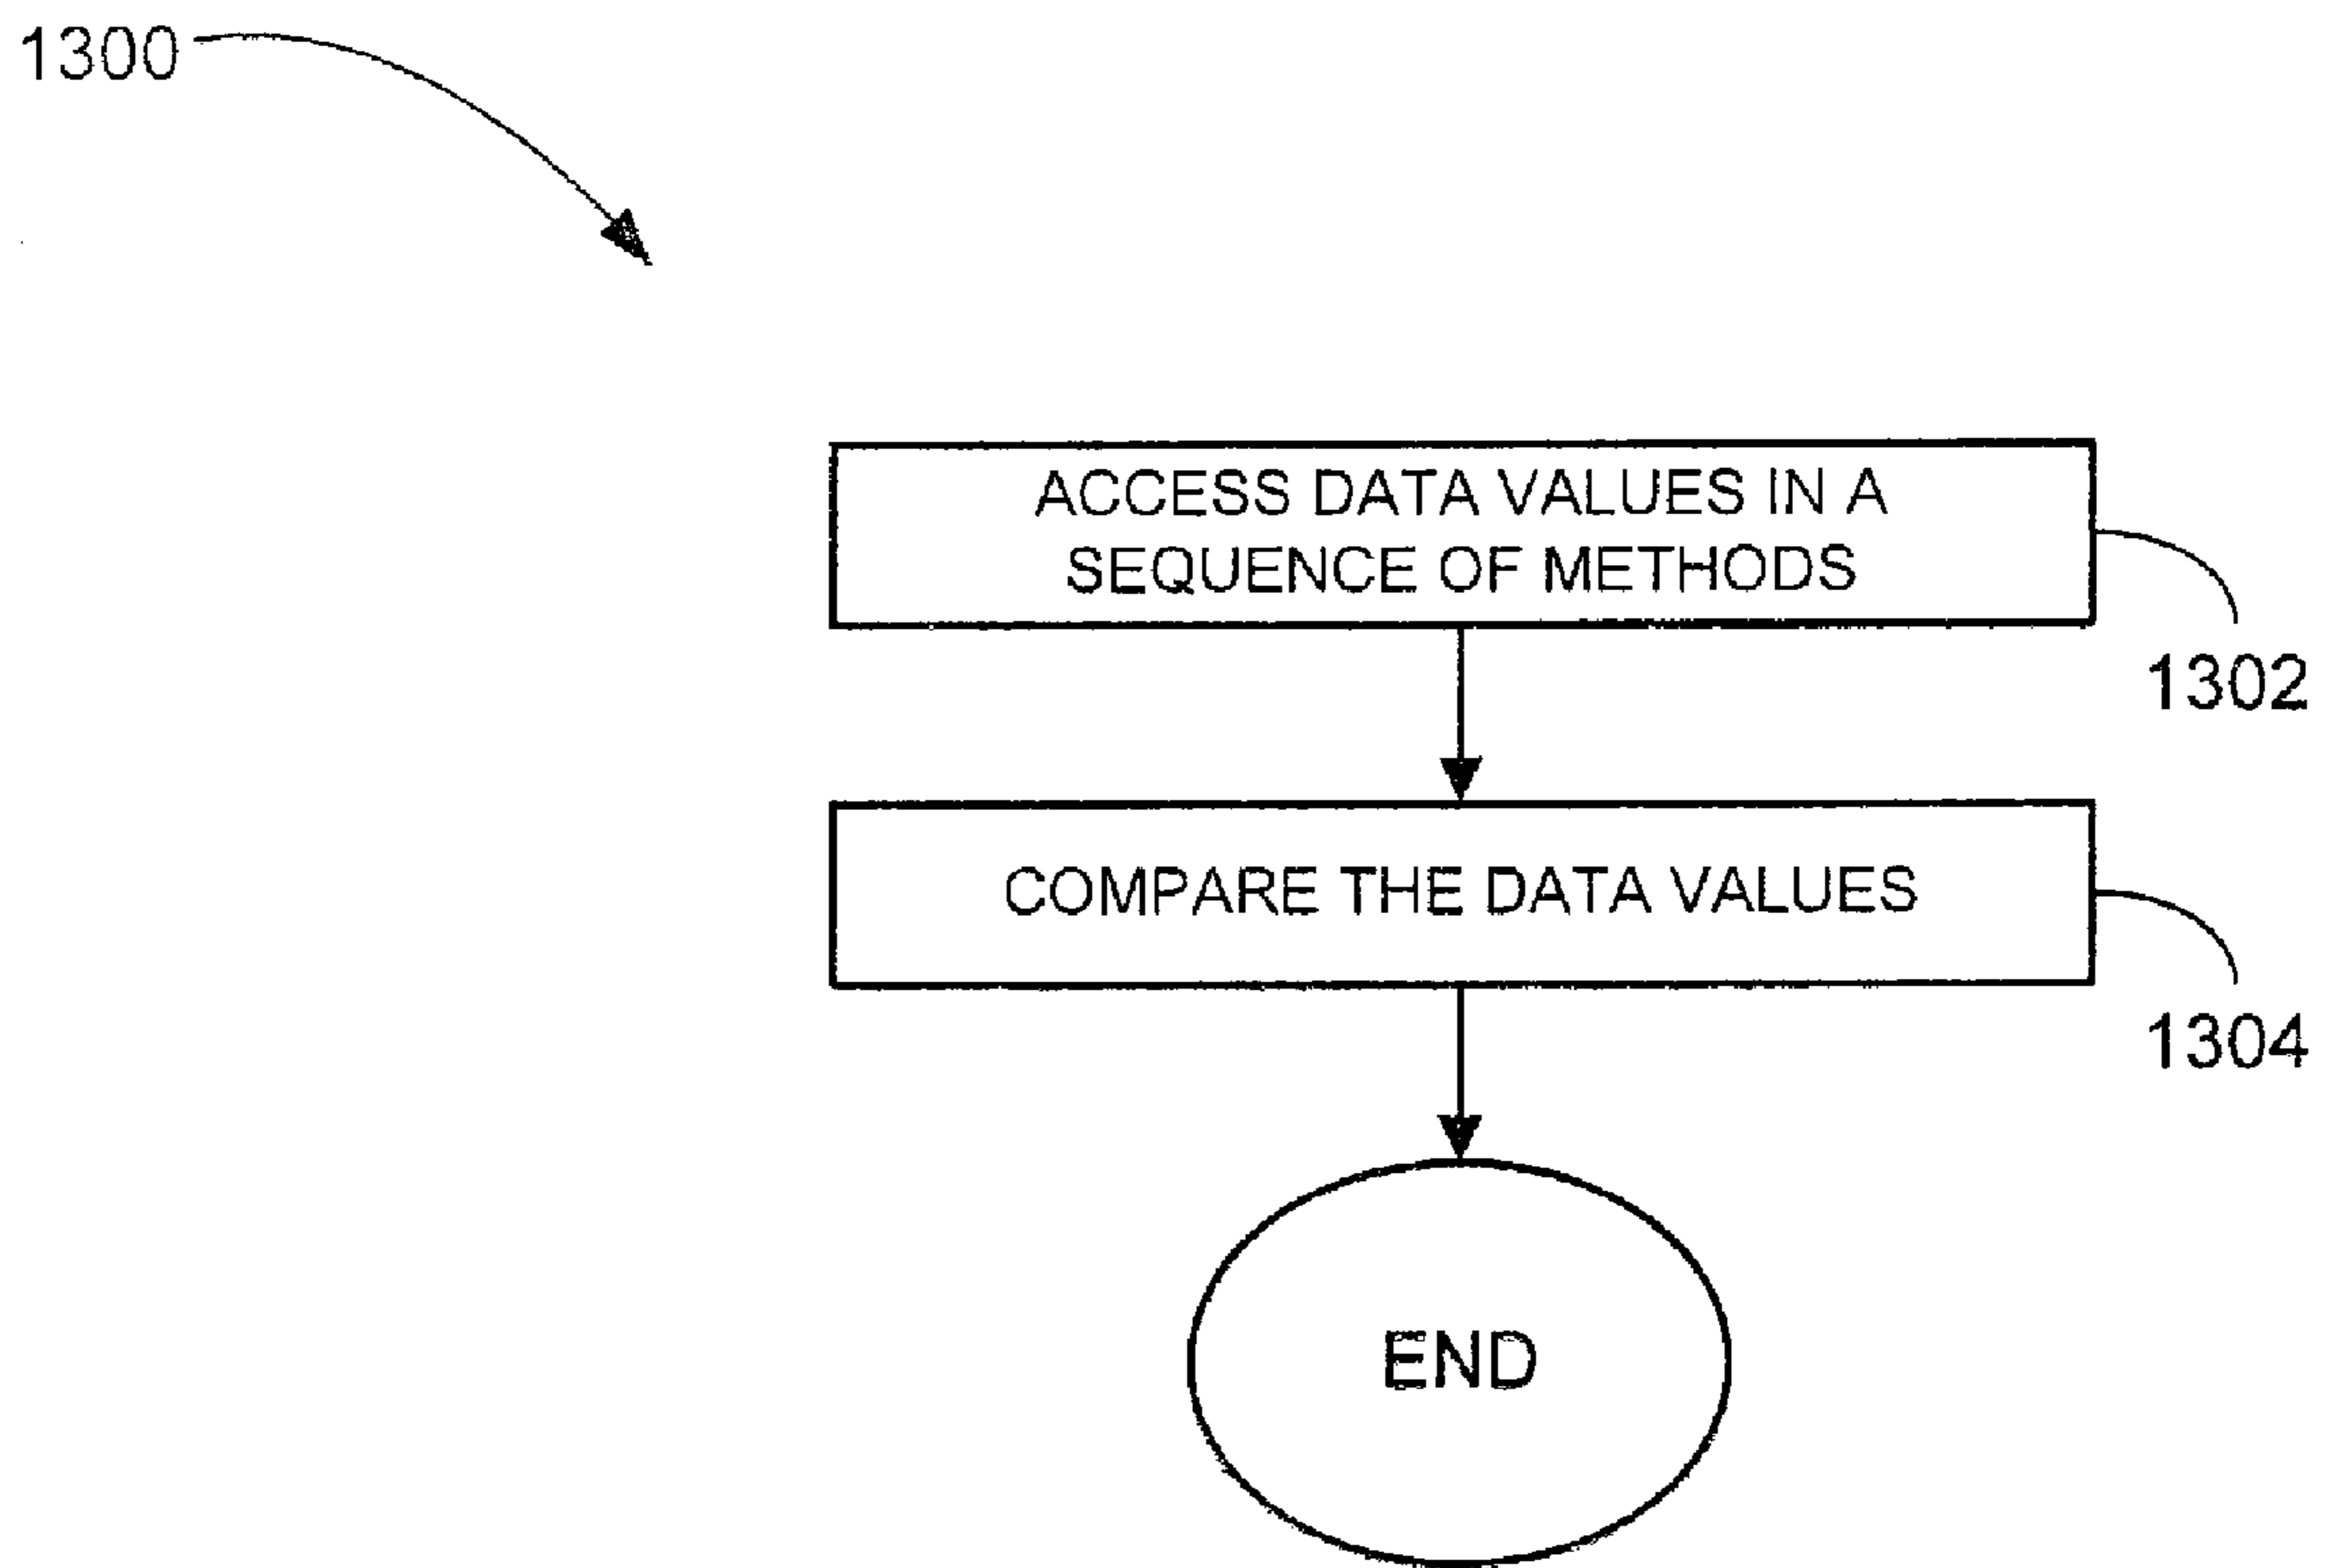 1300
ACCESS DATA VALUES IN A
SEQUENCE OF METHODS
1302
COMPARE THE DATA VALUES
1304
END